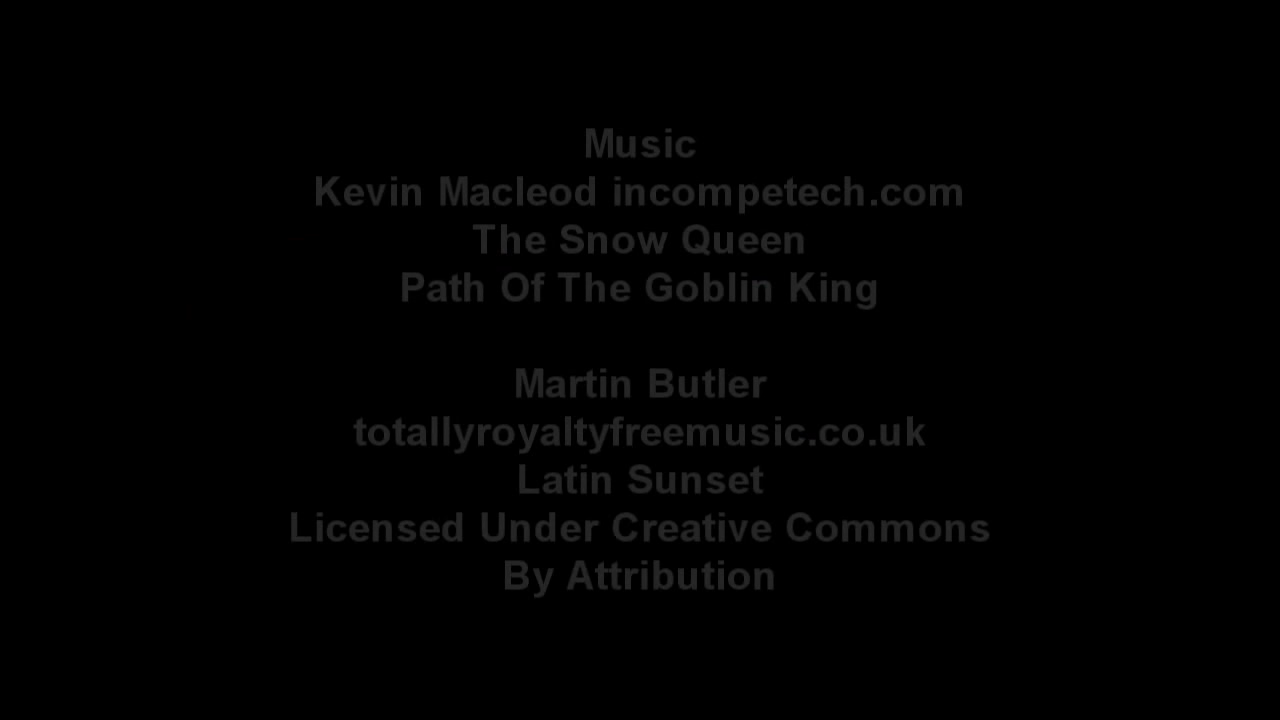 Music
Kevin Macleod incompetech.com
The Snow Queen
Path Of The Goblin King
Martin Butler
totallyroyaltyfreemusic.co.uk
Latin Sunset
Licensed Under Creative Commons
By Attribution